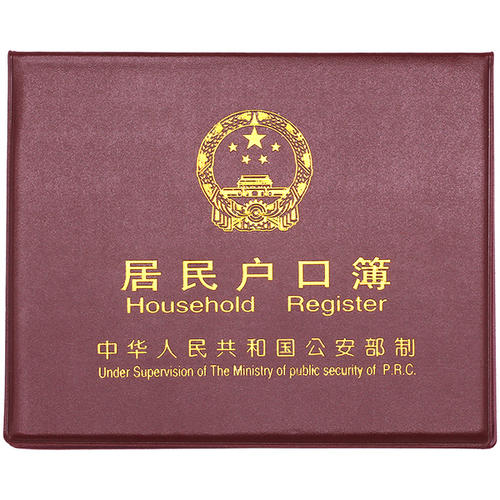 居民户口簿
Household Register
中华人民共和国公安部制
Under Supervision of The Ministry of public security of P.R.C.